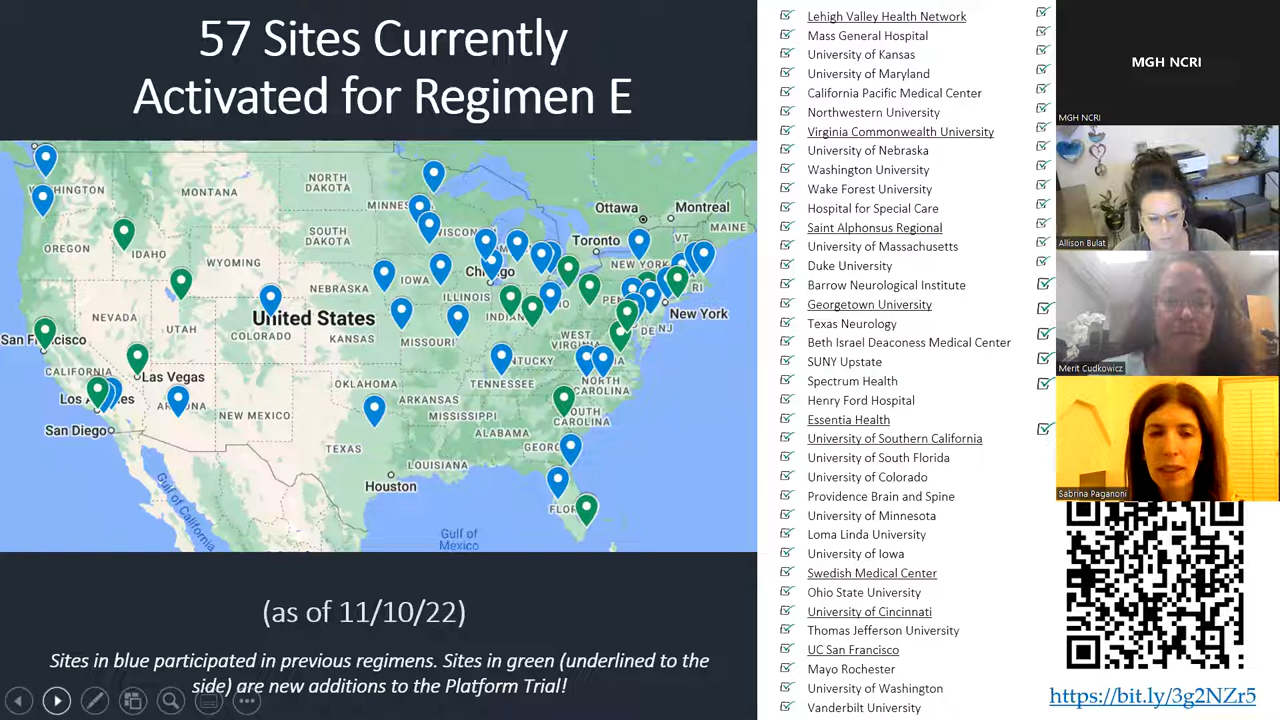 57 Sites Currently
Activated for Regimen E
WASHINGTON
MONTANA
NORTH
DAKOTA
Ottawa
Montreal
MAINE
OREGON
IDAHO
SOUTH
DAKOTA
Toronto
VT
WYOMING
NEW YORK
Chicago
IOWA
NEBRASKA
RI
NEVADA
ILLINOIS
United States
New York
UTAH
COLORADO
KANSAS
MISSOURI
WEST
VIRGINIA
DE
NJ
CALIFORNIA
Las Vegas
OKLAHOMA
TENNESSEE
NORTH
CAROLINA
ARKANSAS
San Diego
NEW MEXICO
MISSISSIPPI
SOUTH
CAROLINA
ALABAMA
TEXAS
LOUISIANA
Houston
Gulf of
California
Gulf of
Mexico
(as of 11/10/22)
Sites in blue participated in previous regimens. Sites in green (underlined to the
side) are new additions to the Platform Trial!
Lehigh Valley Health Network
Mass General Hospital
University of Kansas
University of Maryland
California Pacific Medical Center
Northwestern University
Virginia Commonwealth University
University of Nebraska
Washington University
Wake Forest University
Hospital for Special Care
Saint Alphonsus Regional
University of Massachusetts
Duke University
Barrow Neurological Institute
Georgetown University
Texas Neurology
Beth Israel Deaconess Medical Center
SUNY Upstate
Spectrum Health
Henry Ford Hospital
Essentia Health
University of Southern California
University of South Florida
University of Colorado
Providence Brain and Spine
University of Minnesota
Loma Linda University
University of Iowa
Swedish Medical Center
Ohio State University
University of Cincinnati
Thomas Jefferson University
UC San Francisco
Mayo Rochester
University of Washington
Vanderbilt University
MGH NCRI
MGH NCRI
Allison Bulat
Merit Cudkowicz
Sabrina Paganoni
https://bit.ly/3g2NZr5